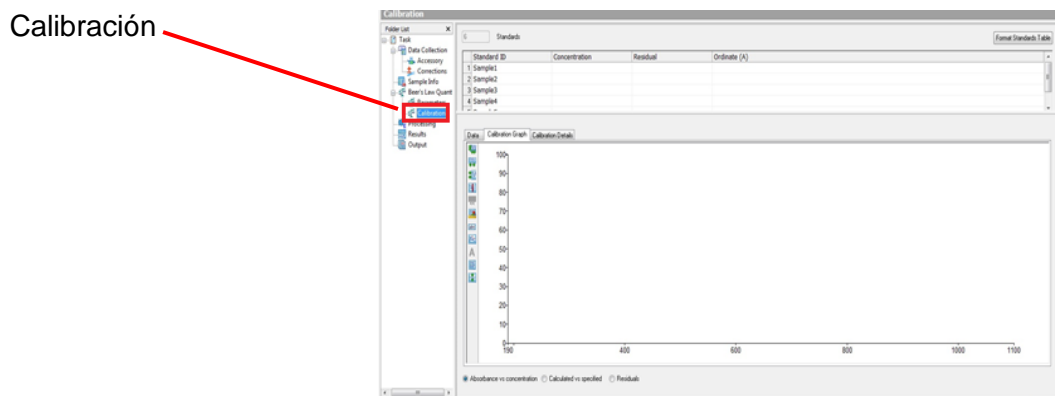 Calibración
Calibration
Folder List X
Task
Data Collection
Accessory
Corrections
Sample Info
Beer's Law Quant
Calibration
Processing
Results
Output
6 Standards
Format Standards Table
Standard ID Concentration Residual Ordinate (A)
1 Sample1
2 Sample2
3 Sample3
4 Sample4
Data Calibration Graph Calibration Details
100
90
80
70
60
50
40
30
20
10
0
190 400 600 800 1000 1100
Absorbance vs concentration Calculated vs specified Residuals